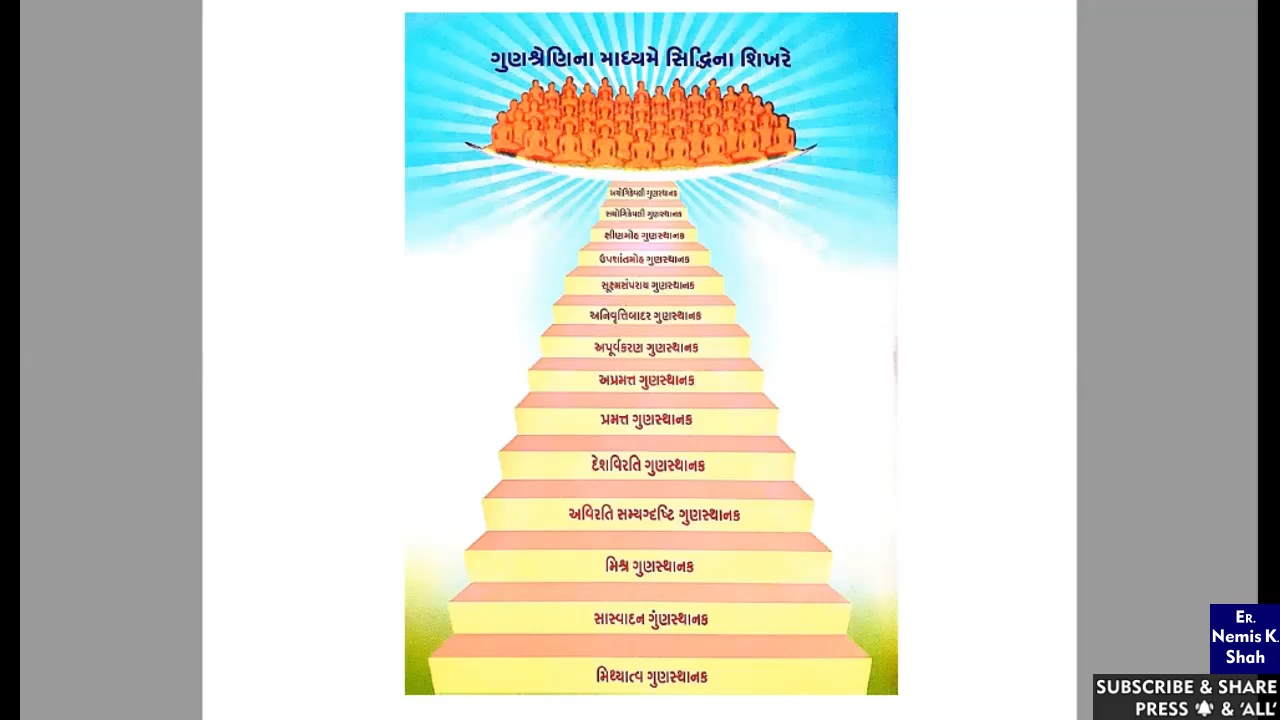 ગુણશ્રેણિના માધ્યમે સિદ્ધિના શિખરે
અયોગિકેવલી ગુણસ્થાનક
સયોગિકેવલી ગુણસ્થાનક
ક્ષીણમોહ ગુણસ્થાનક
ઉપશાંતમોહ ગુણસ્થાનક
સૂક્ષ્મસંપરાય ગુણસ્થાનક
અનિવૃત્તિબાદર ગુણસ્થાનક
અપૂર્વકરણ ગુણસ્થાનક
અપ્રમત્ત ગુણસ્થાનક
પ્રમત્ત ગુણસ્થાનક
દેશવિરતિ ગુણસ્થાનક
અવિરતિ સમ્યગ્દષ્ટિ ગુણસ્થાનક
મિશ્ર ગુણસ્થાનક
સાસ્વાદન ગુંણસ્થાનક
મિથ્યાત્વ ગુણસ્થાનક
ER.
Nemis K.
Shah
SUBSCRIBE & SHARE
PRESS & ‘ALL’